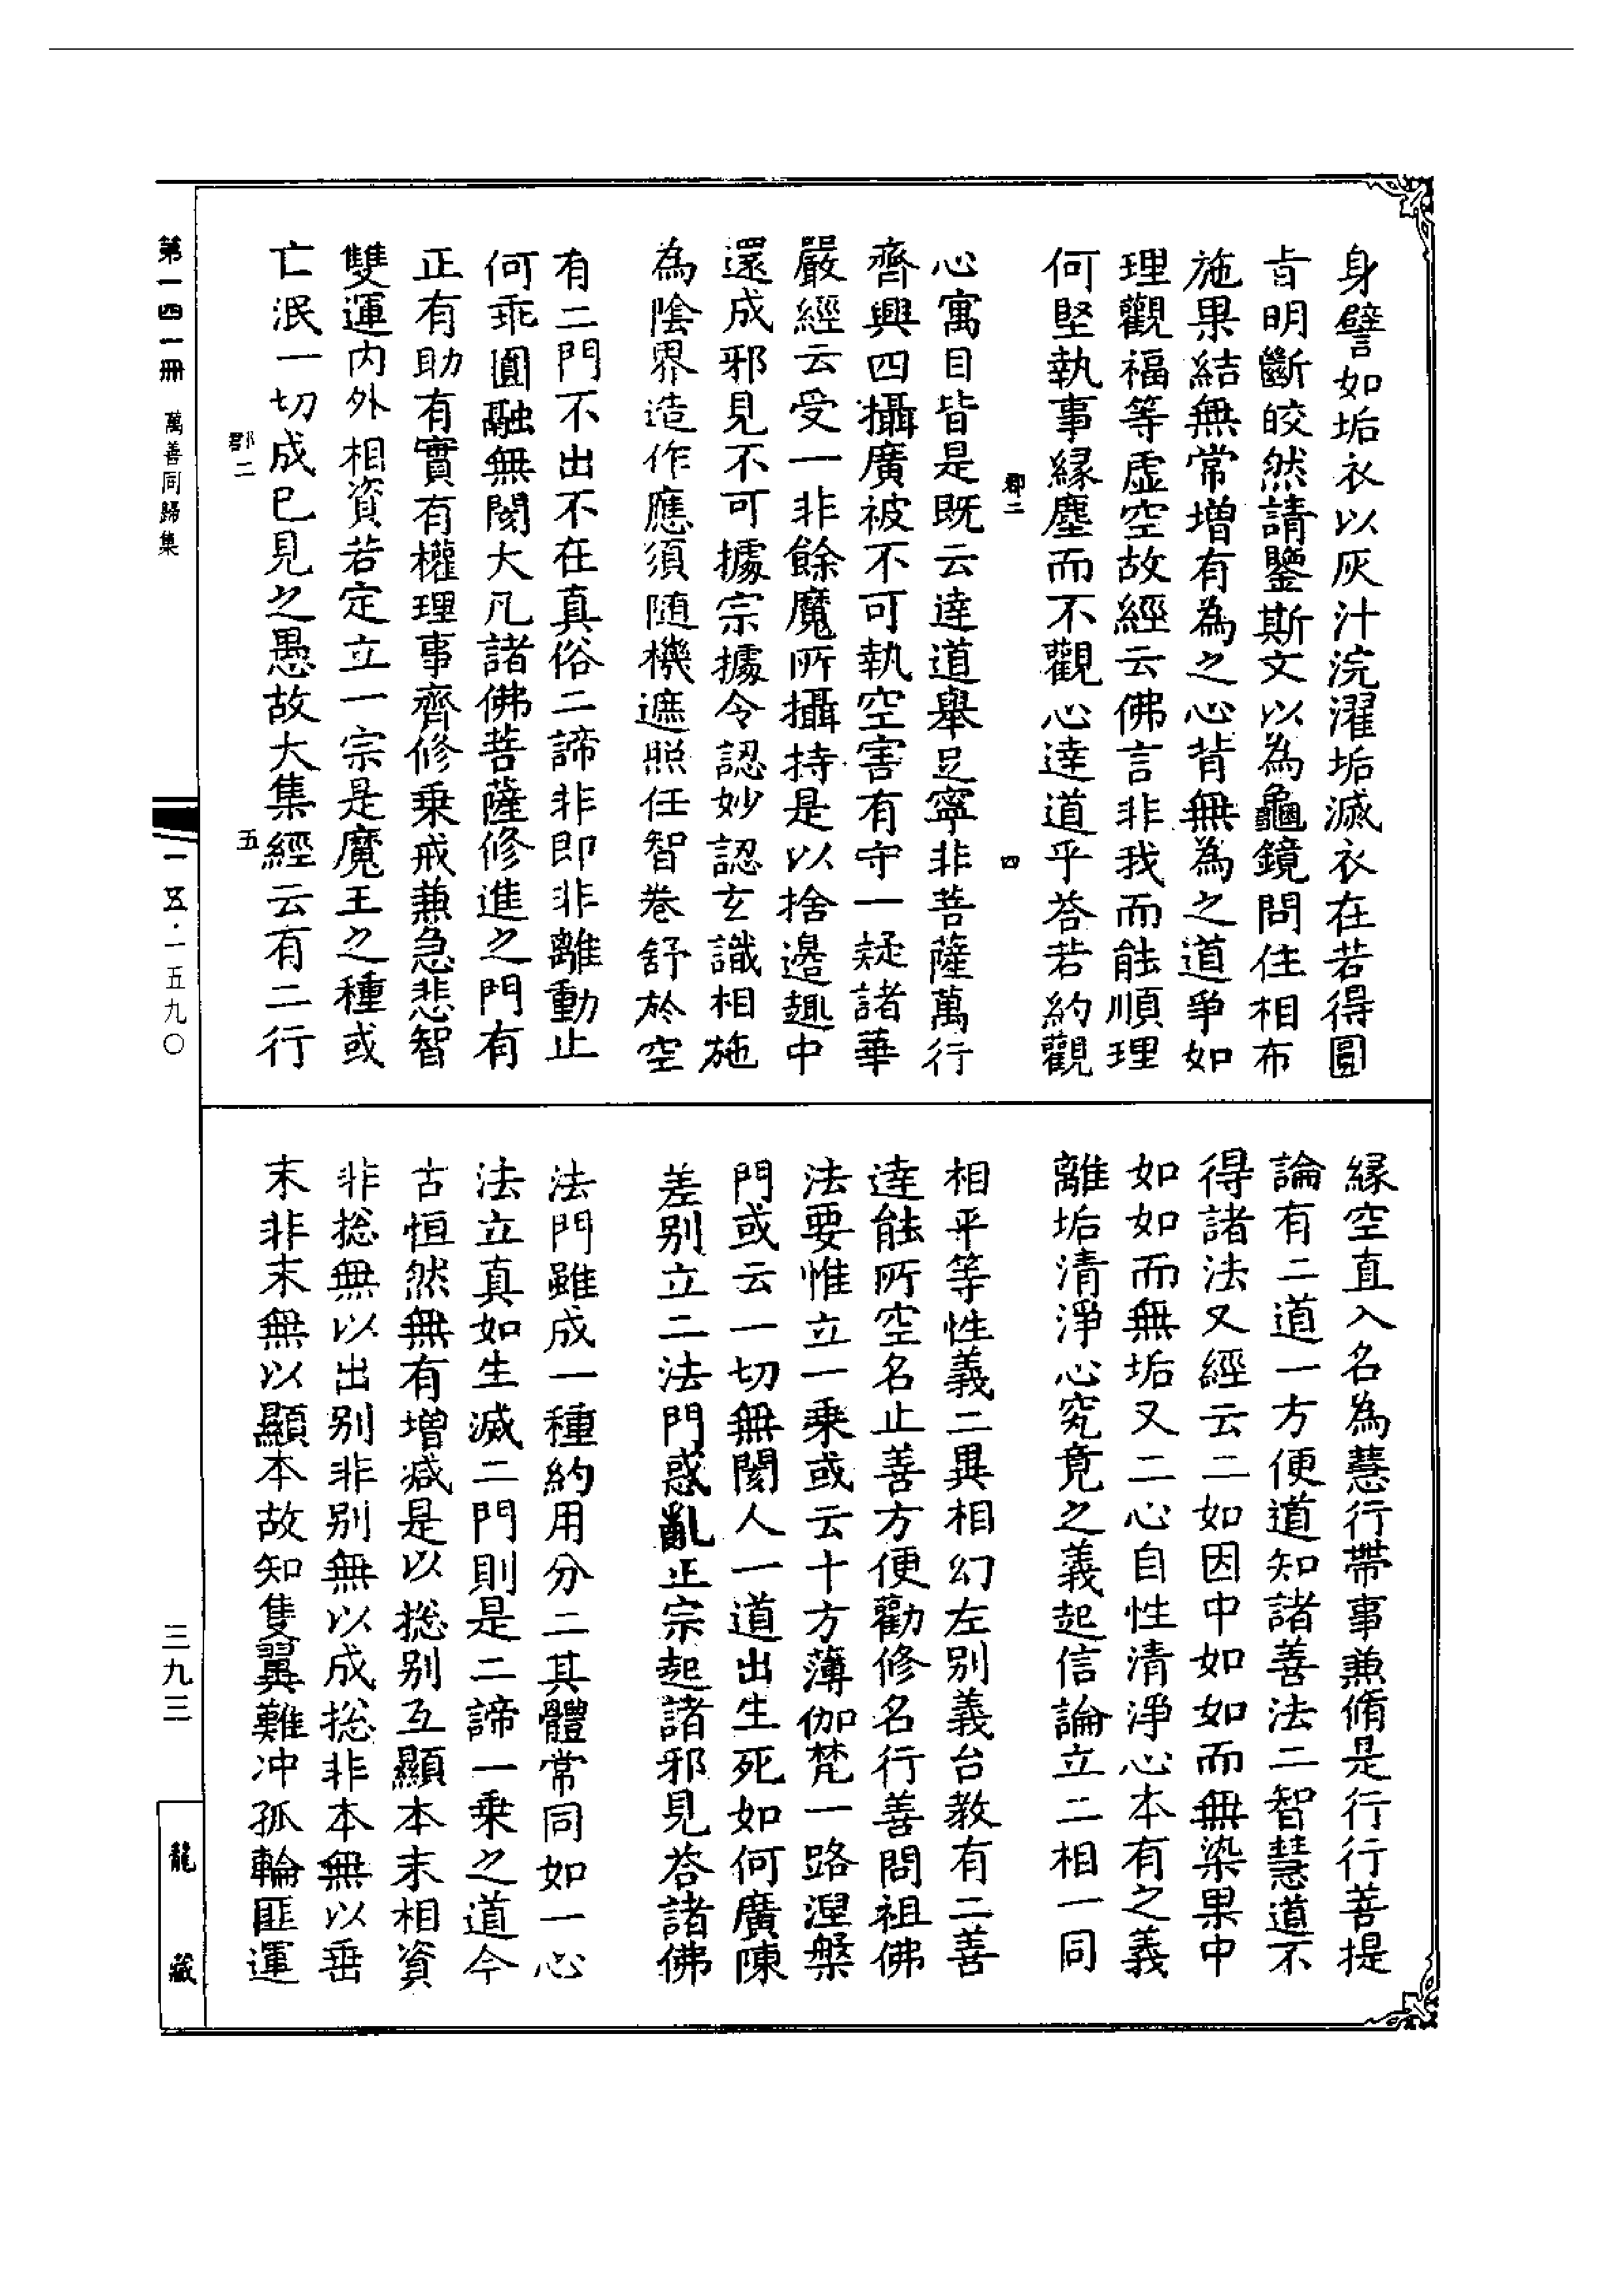 身譬如垢衣以灰汁浣濯垢滅衣在若得圓
旨明斷皎然請鑒斯文以為龜鏡問住相布
施果結無常增有為之心背無為之道爭如
理觀福等虛空故經云佛言非我而能順理
何堅執事緣塵而不觀心達道乎荅若約觀
郡二
四
心寓目皆是既云達道舉足寧非菩薩萬行
齊興四攝廣被不可執空害有守一疑諸華
嚴經云受一非餘魔所攝持是以捨邊趣中
還成邪見不可據宗據令認妙認玄識相施
為陰界造作應須随機遮照任智卷舒於空
有二門不出不在真俗二諦非即非離動止
何乖圓融無閡大凡諸佛菩薩修進之門有
正有助有實有權理事齊修乗戒兼急悲智
雙運内外相資若定立一宗是魔王之種或
亡泯一切成巳見之愚故大集經云有二行
郡二
五
緣空直入名為慧行帶事兼脩是行行菩提
論有二道一方便道知諸善法二智慧道不
得諸法又經云二如因中如如而無染果中
如如而無垢又二心自性清淨心本有之義
離垢清淨心究竟之義起信論立二相一同
相平等性義二異相幻左别義台教有二善
達能所空名止善方便勸修名行善問祖佛
法要惟立一乗或云十方薄伽梵一路涅槃
門或云一切無閡人一道出生死如何廣陳
差别立二法門惑亂正宗起諸邪見荅諸佛
法門雖成一種約用分二其體常同如一心
法立真如生滅二門則是二諦一乗之道今
古恒然無有增減是以揔别互顯本末相資
非揔無以出别非别無以成揔非本無以垂
末非末無以顯本故知隻翼難冲孤輪匪運
第一四一冊 萬善同歸集
一一五·一五九〇
三九三
龍藏